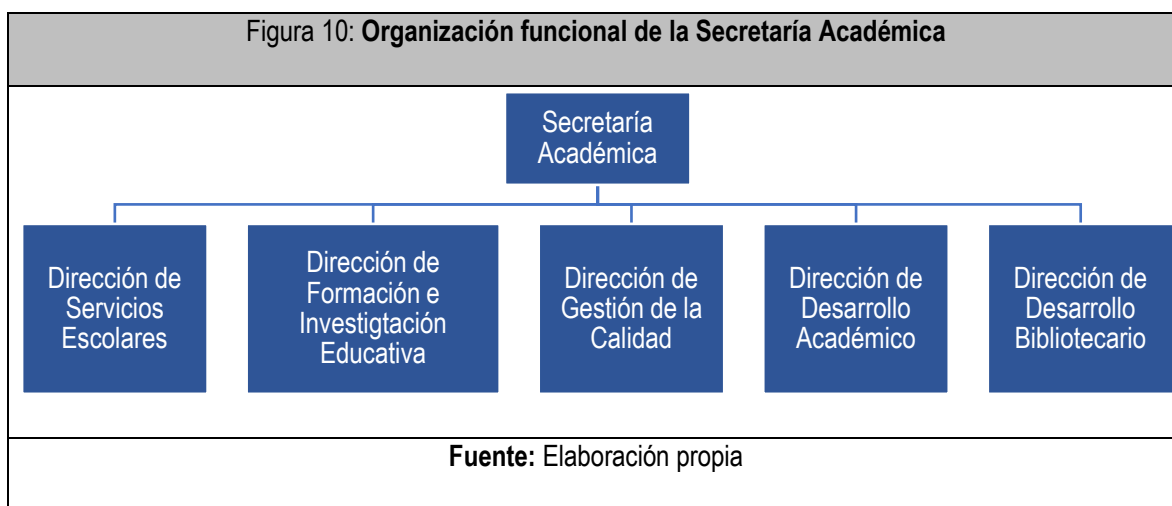 Figura 10: Organización funcional de la Secretaría Académica
Secretaría
Académica
Dirección de
Servicios
Escolares
Dirección de
Formación e
Investigtación
Educativa
Dirección de
Gestión de la
Calidad
Dirección de
Desarrollo
Académico
Dirección de
Desarrollo
Bibliotecario
Fuente: Elaboración propia